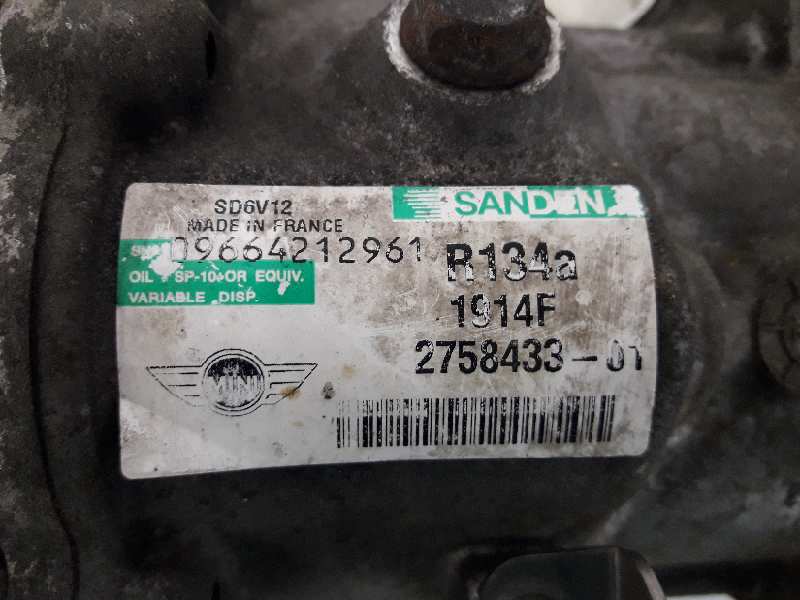 SD6V12
MADE IN FRANCE
SANDEN
09664212961
OIL SP-10 OR EQUIV.
VARIABLE DISP.
R134a
1914F
2758433-01
MINI